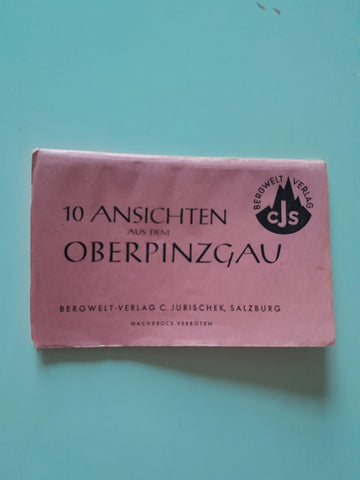 BERGWELT VERLAG
cJs
10 ANSICHTEN
AUS DEM
OBERPINZGAU
BERGWELT-VERLAG C. JURISCHEK, SALZBURG
NACHDRUCK VERBOTEN